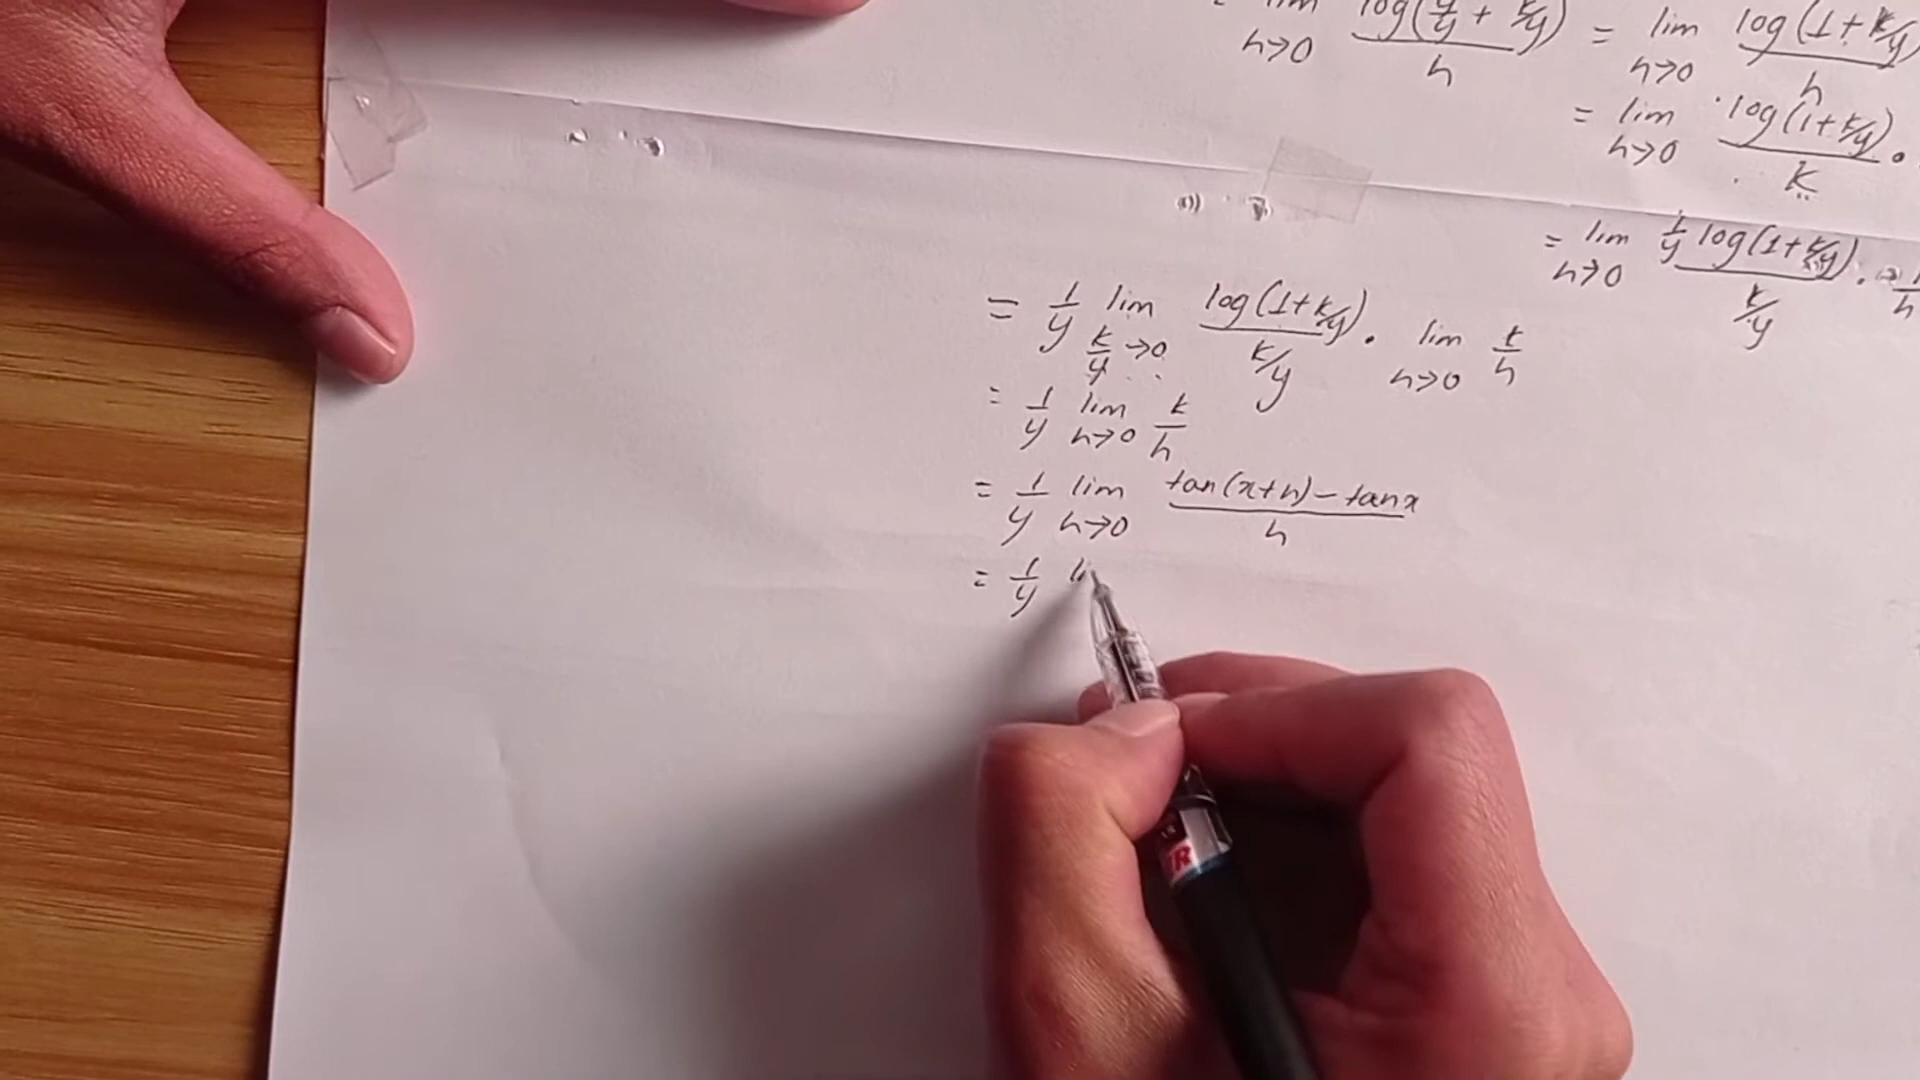 = lim h→0 log(y/y + k/y) / h = lim h→0 log(1+k/y) / h
= lim h→0 log(1+k/y) / k .
= lim h→0 1/y log(1+k/y) / k/y . k/h
= 1/y lim k/y→0 log(1+k/y) / k/y . lim h→0 k/h
= 1/y lim h→0 k/h
= 1/y lim h→0 tan(x+h)-tanx / h
= 1/y